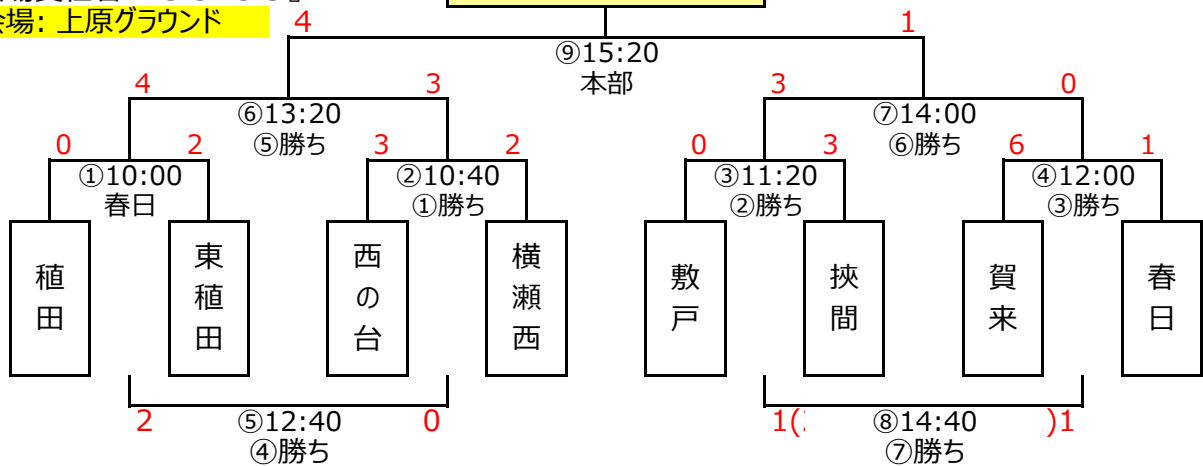 会場: 上原グラウンド
4 1
⑨15:20
本部
4 3 3 0
⑥13:20 ⑦14:00
⑤勝ち ⑥勝ち
0 2 3 2 0 3 6 1
①10:00 ②10:40 ③11:20 ④12:00
春日 ①勝ち ②勝ち ③勝ち
稙田
東稙田
西の台
横瀬西
敷戸
挾間
賀来
春日
2 ⑤12:40 0 1( ⑧14:40 )1
④勝ち ⑦勝ち